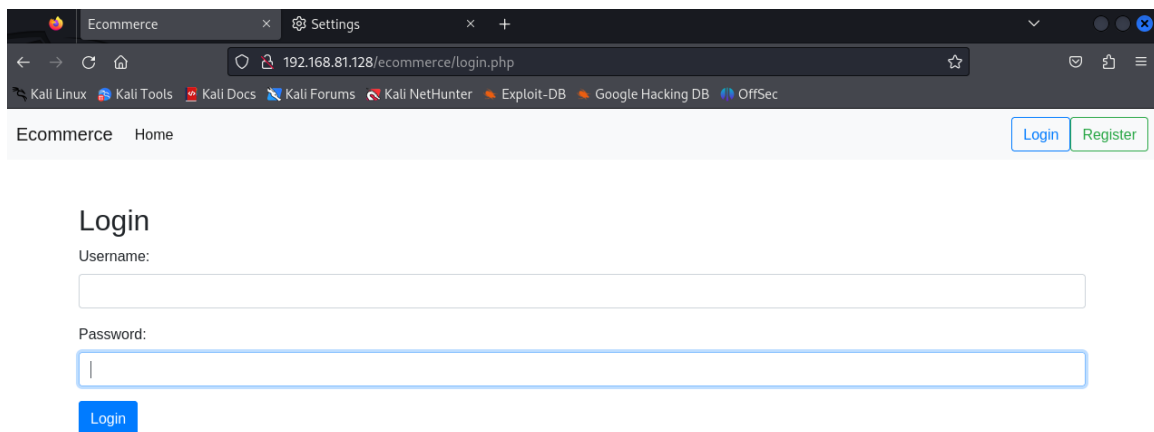 Ecommerce Settings
192.168.81.128/ecommerce/login.php
Kali Linux Kali Tools Kali Docs Kali Forums Kali NetHunter Exploit-DB Google Hacking DB OffSec
Ecommerce Home Login Register
Login
Username:
Password:
Login